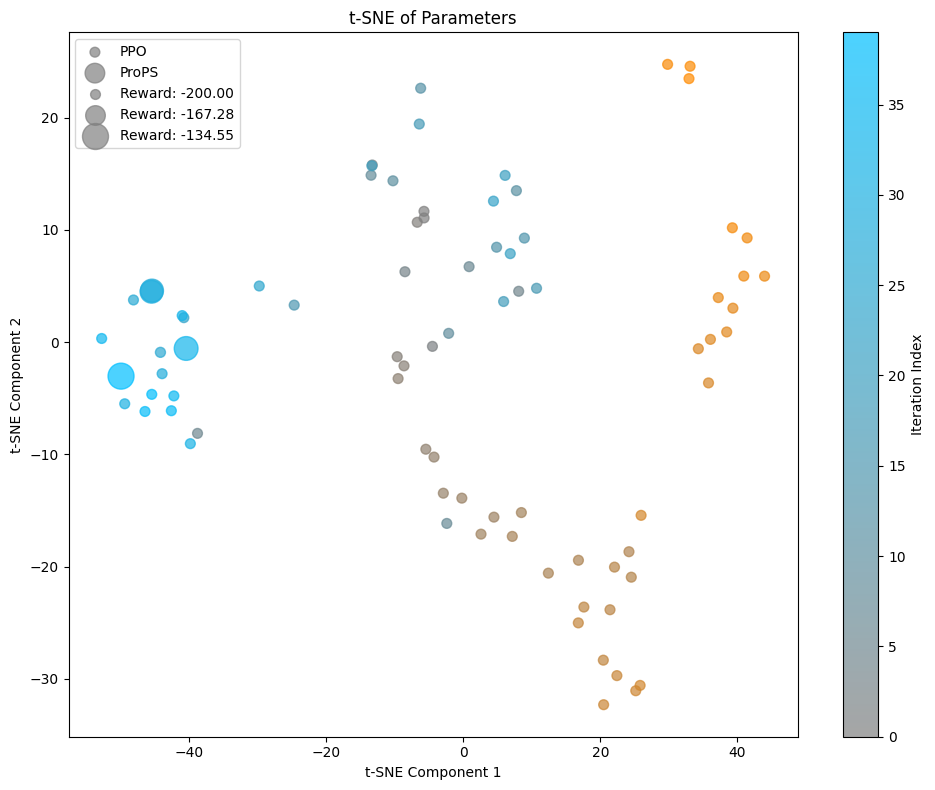 t-SNE of Parameters
PPO
ProPS
Reward: -200.00
Reward: -167.28
Reward: -134.55
20
10
0
−10
−20
−30
t-SNE Component 2
−40
−20
0
20
40
t-SNE Component 1
35
30
25
20
15
10
5
0
Iteration Index